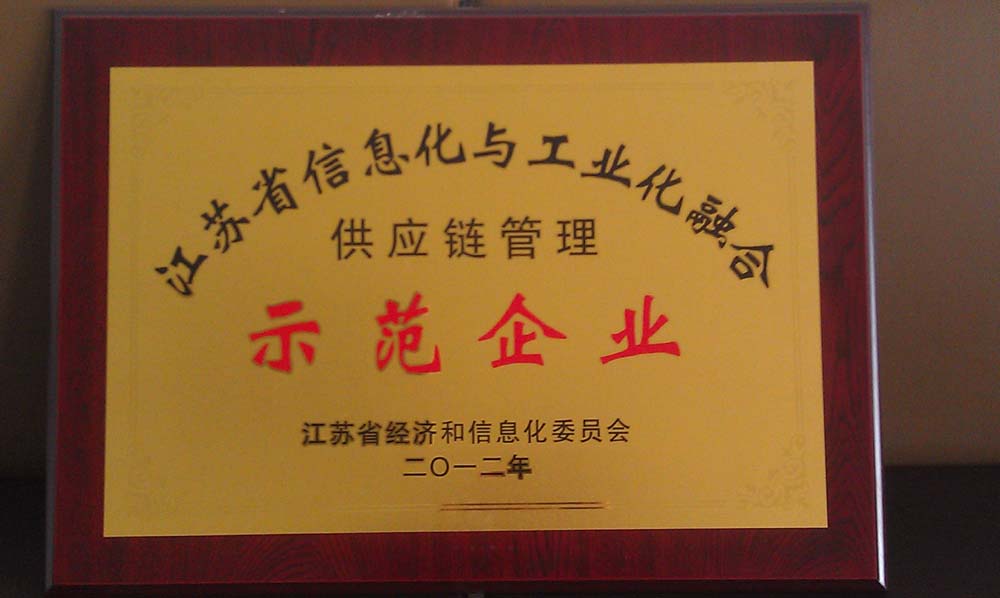 江苏省信息化与工业化融合
供应链管理
示范企业
江苏省经济和信息化委员会
二〇一二年